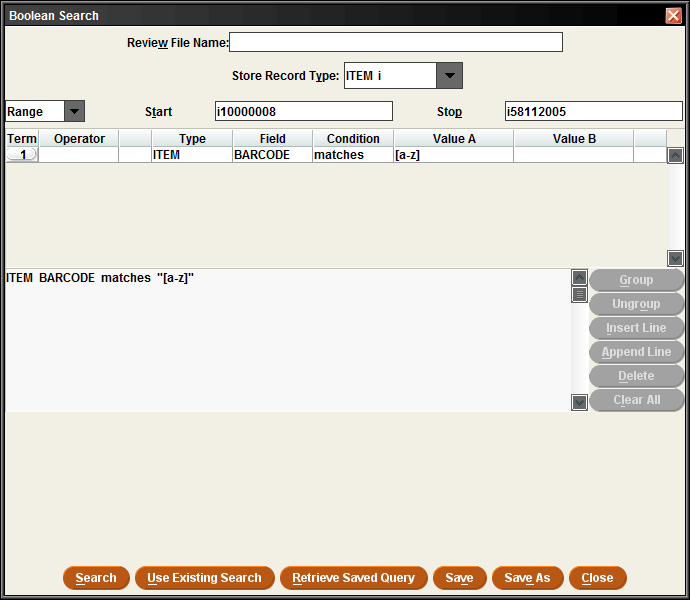 Boolean Search
Review File Name:
Store Record Type: ITEM i
Range Start i10000008 Stop i58112005
Term Operator Type Field Condition Value A Value B
1 ITEM BARCODE matches [a-z]
ITEM BARCODE matches "[a-z]"
Group
Ungroup
Insert Line
Append Line
Delete
Clear All
Search Use Existing Search Retrieve Saved Query Save Save As Close